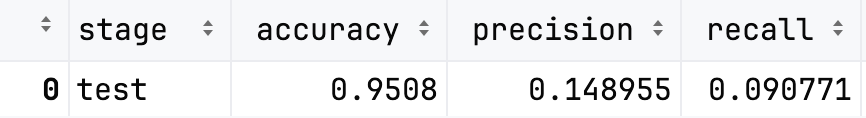 stage accuracy precision recall
0 test 0.9508 0.148955 0.090771